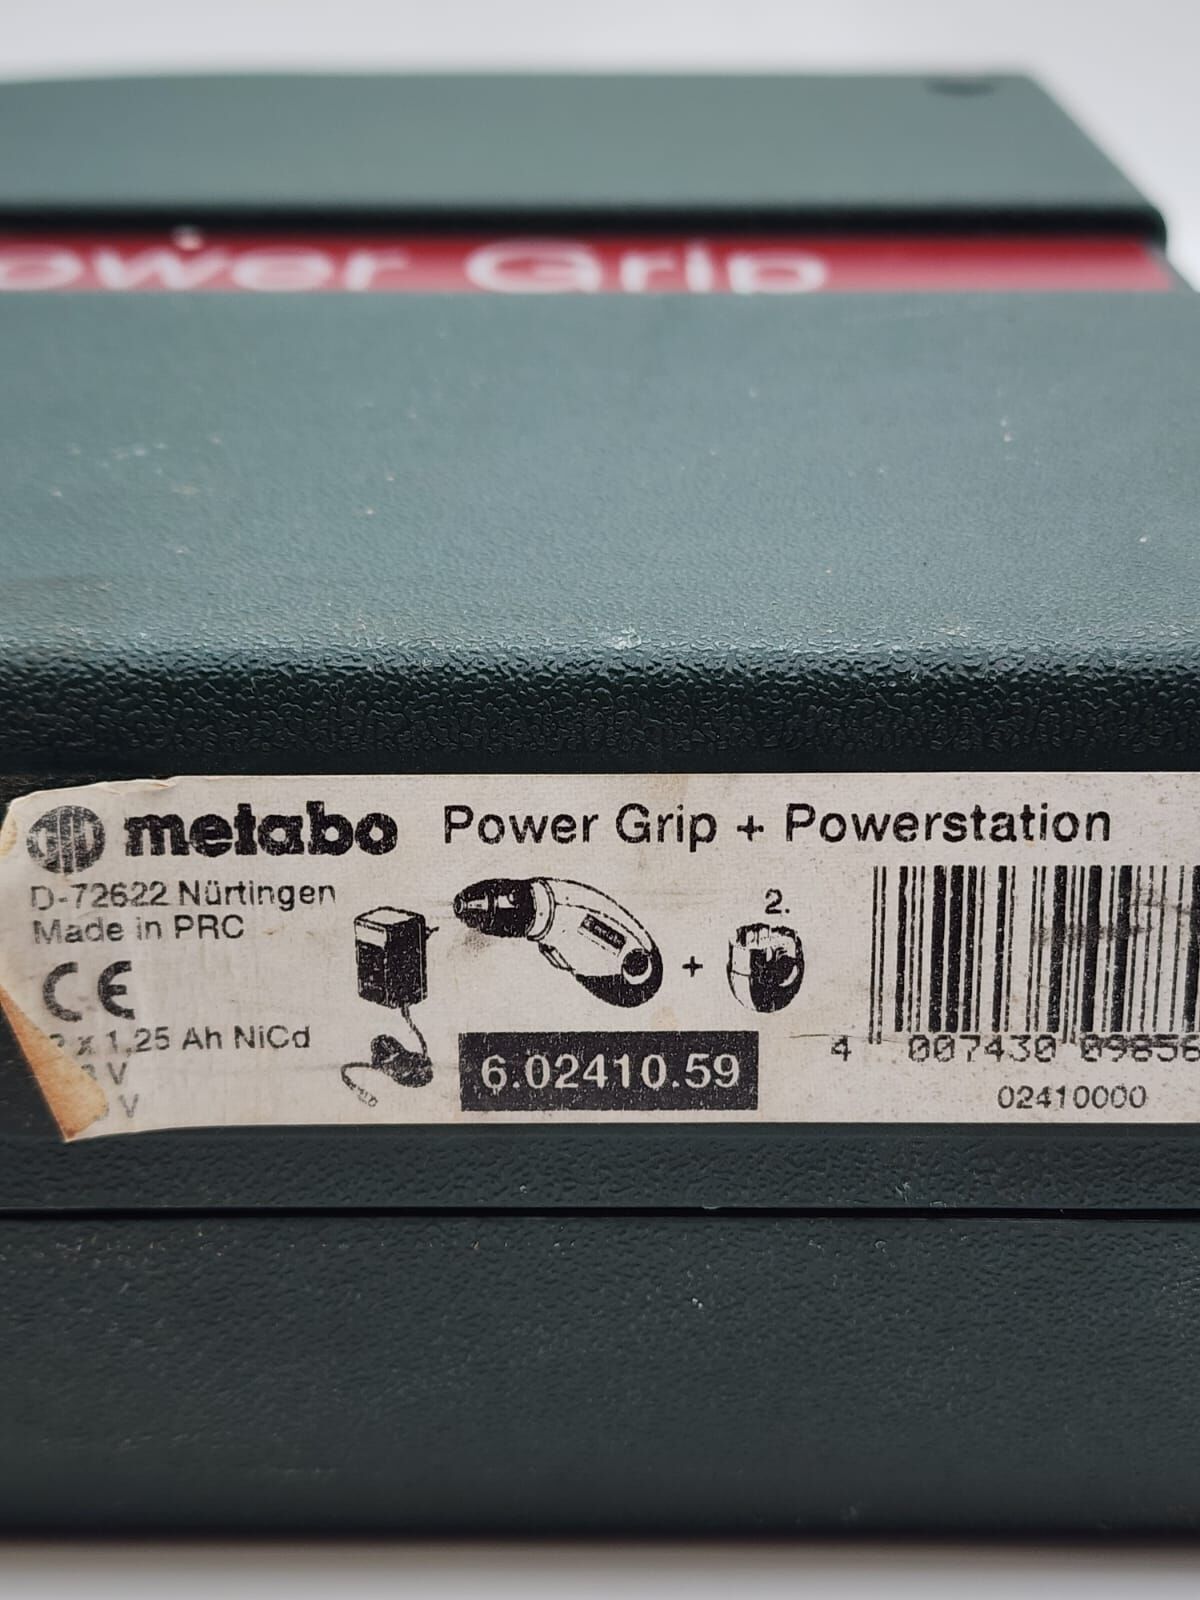 Power Grip
metabo Power Grip + Powerstation
D-72622 Nürtingen
Made in PRC
2.
CE
+
x 1,25 Ah NiCd
6.02410.59
4 007430 09856
V
V
02410000